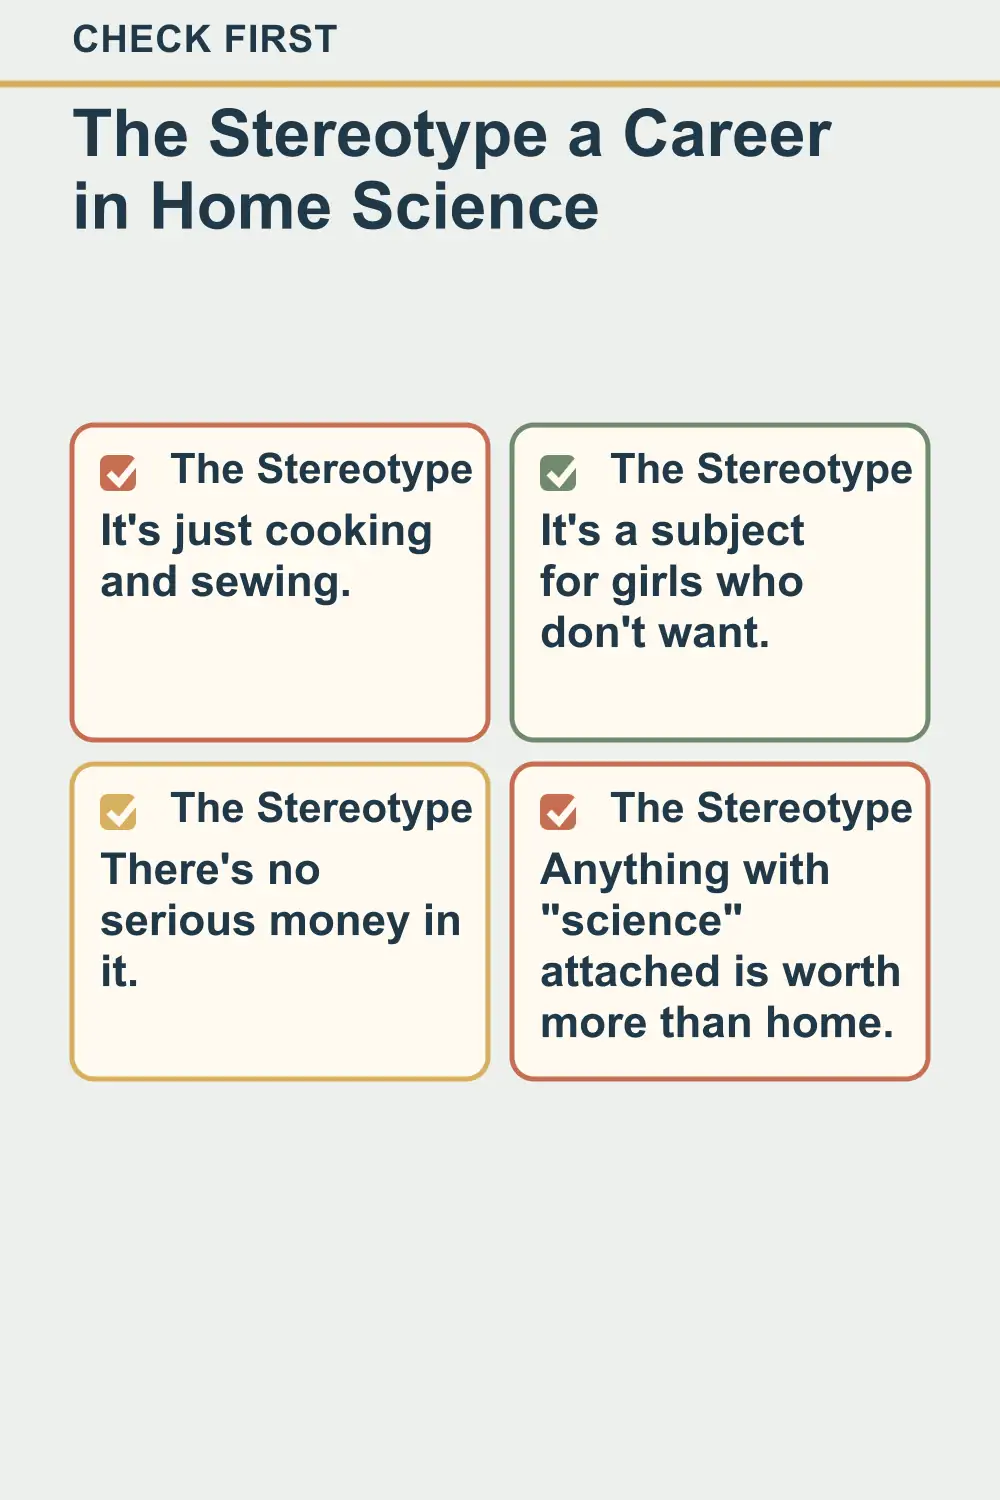 CHECK FIRST
The Stereotype a Career
in Home Science
The Stereotype
It's just cooking
and sewing.
The Stereotype
It's a subject
for girls who
don't want.
The Stereotype
There's no
serious money in
it.
The Stereotype
Anything with
"science"
attached is worth
more than home.